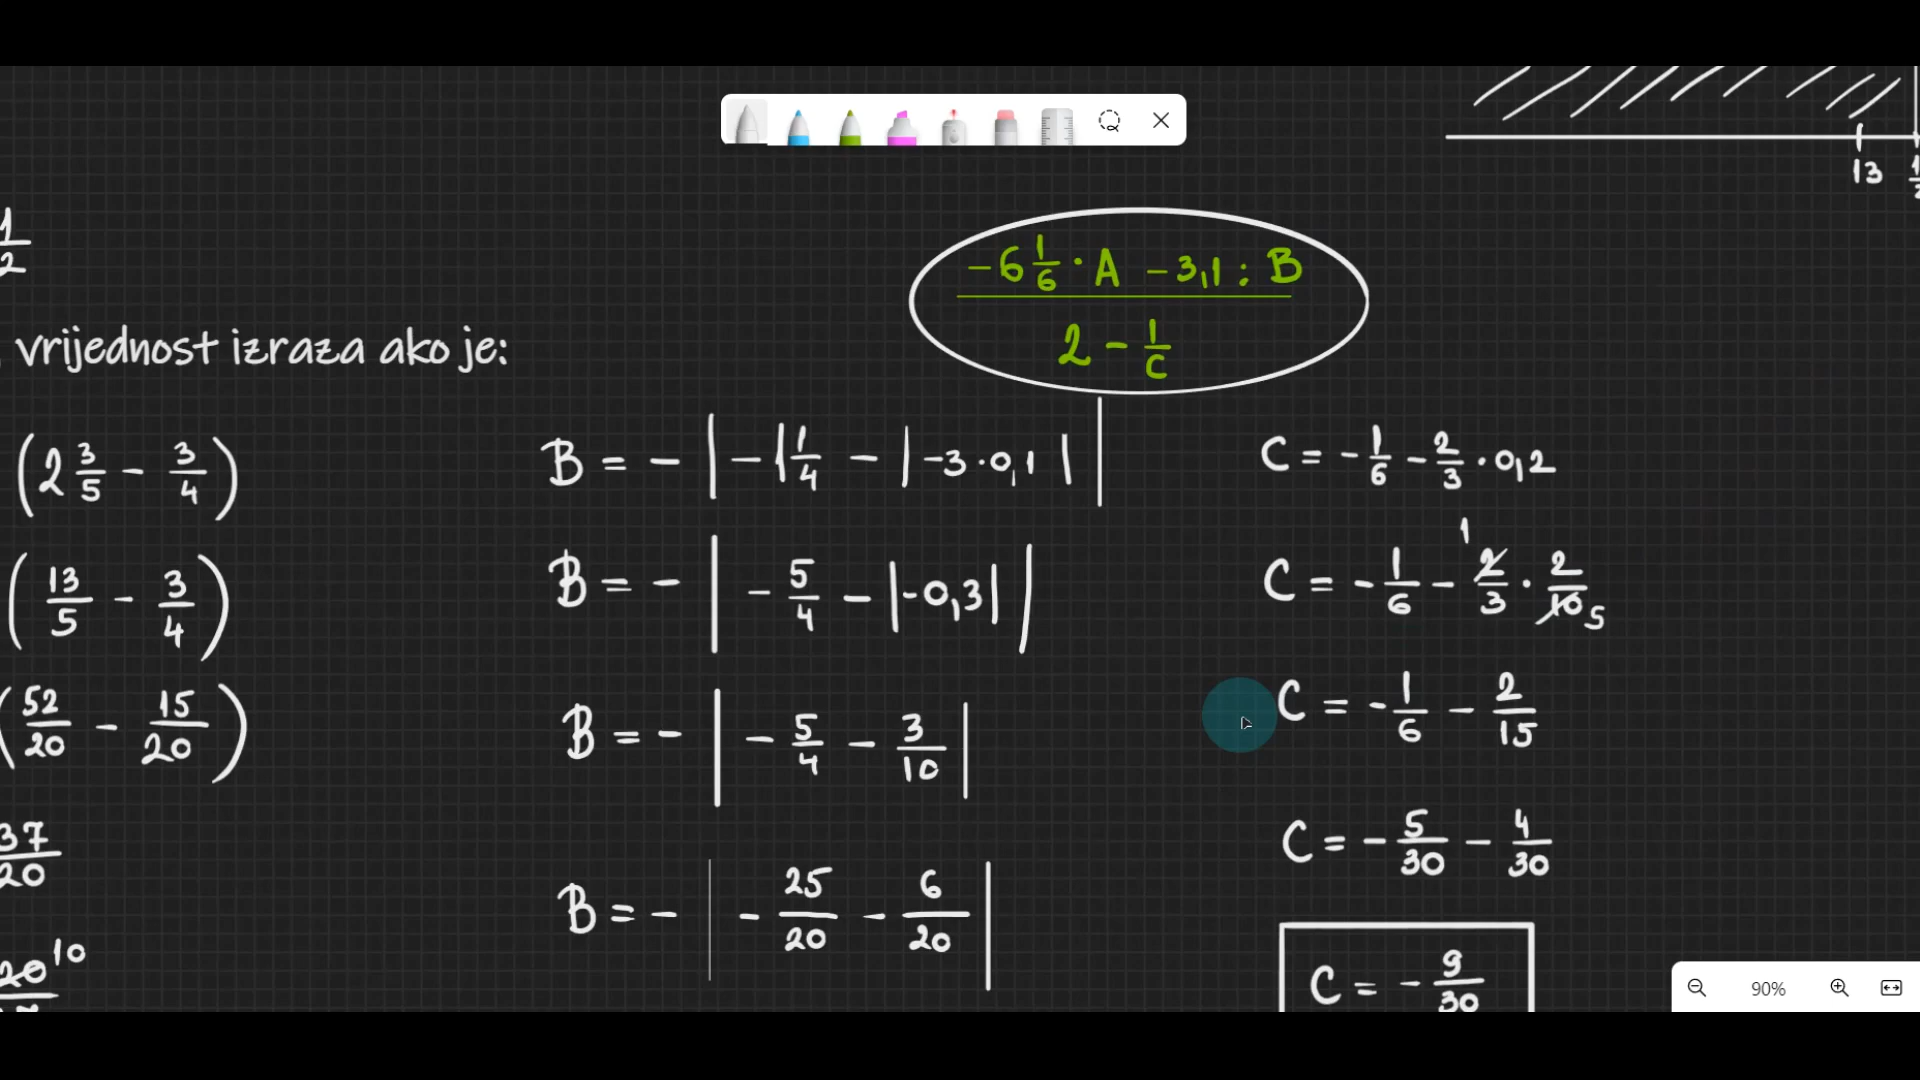 13
1/2
-6 1/6 · A - 3,1 : B
2 - 1/C
vrijednost izraza ako je:
(2 3/5 - 3/4)
B = - | -1 1/4 - |-3 · 0,1| |
C = - 1/6 - 2/3 · 0,2
(13/5 - 3/4)
B = - | - 5/4 - |-0,3| |
C = - 1/6 - 2/3 · 2/10
1
5
(52/20 - 15/20)
B = - | - 5/4 - 3/10 |
C = - 1/6 - 2/15
37/20
B = - | - 25/20 - 6/20 |
C = - 5/30 - 4/30
20 10
C = - 9/30
90%